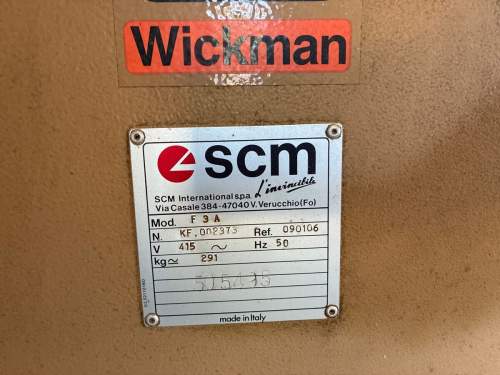 Wickman
scm
SCM International spa L'invincibile
Via Casale 384-47040 V. Verucchio (Fo)
Mod. F 3 A
N. KF.002373 Ref. 090106
V 415 ~ Hz 50
kg≃ 291
made in Italy